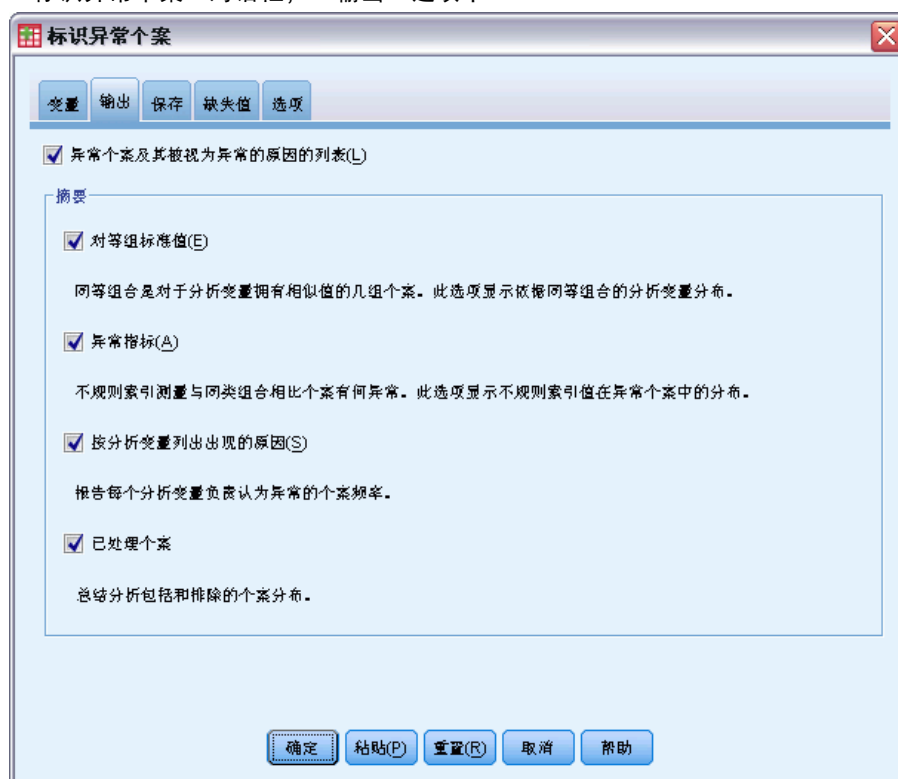 标识异常个案
变量 输出 保存 缺失值 选项
异常个案及其被视为异常的原因的列表(L)
摘要
对等组标准值(E)
同等组合是对于分析变量拥有相似值的几组个案。此选项显示依据同等组合的分析变量分布。
异常指标(A)
不规则索引测量与同类组合相比个案有何异常。此选项显示不规则索引值在异常个案中的分布。
按分析变量列出出现的原因(S)
报告每个分析变量负责认为异常的个案频率。
已处理个案
总结分析包括和排除的个案分布。
确定 粘贴(P) 重置(R) 取消 帮助